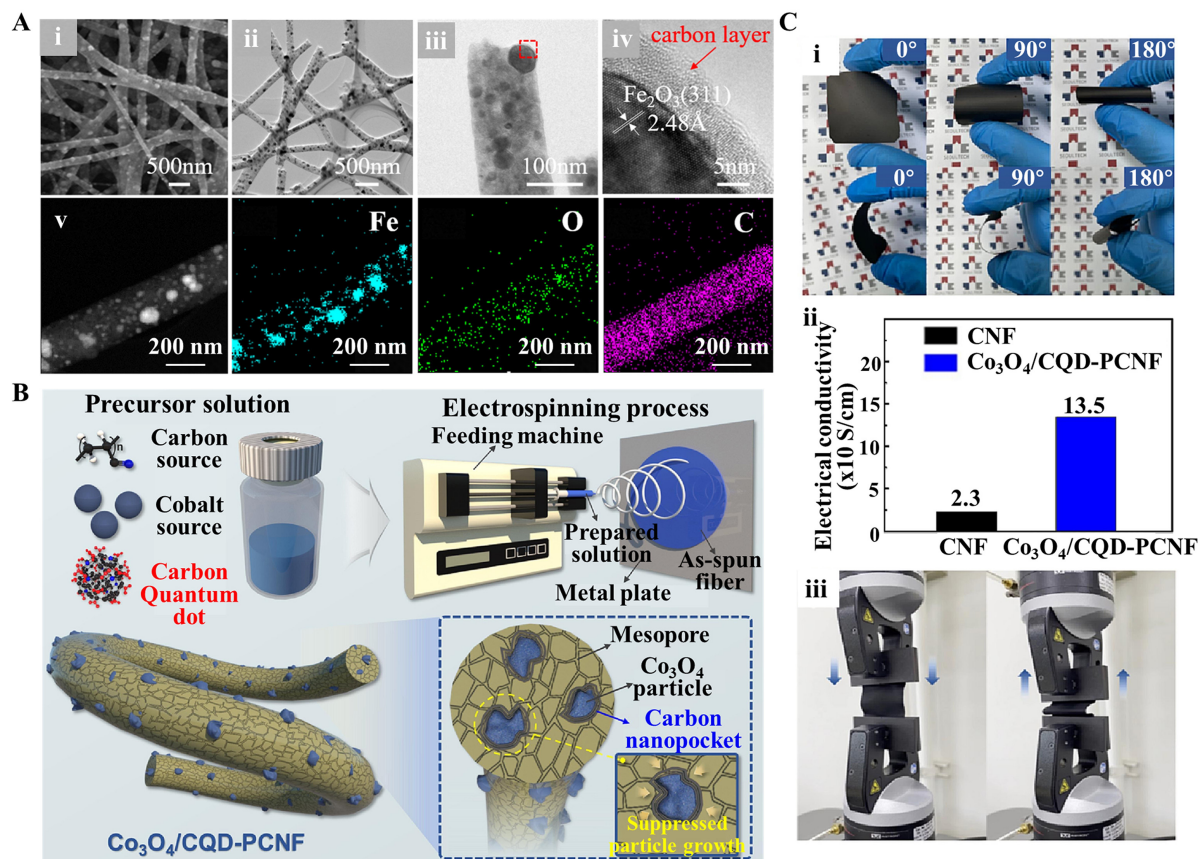 A
i
500nm
ii
500nm
iii
100nm
iv
carbon layer
Fe₂O₃(311)
2.48Å
5nm
v
200 nm
Fe
200 nm
O
200 nm
C
200 nm
B
Precursor solution
Carbon
source
Cobalt
source
Carbon
Quantum
dot
Electrospinning process
Feeding machine
Prepared
solution
Metal plate
As-spun
fiber
Co₃O₄/CQD-PCNF
Mesopore
Co₃O₄
particle
Carbon
nanopocket
Suppressed
particle growth
C
i
0°
90°
180°
0°
90°
180°
SEOULTECH
ii
Electrical conductivity
(x10 S/cm)
20
15
10
5
0
CNF
Co₃O₄/CQD-PCNF
2.3
13.5
CNF
Co₃O₄/CQD-PCNF
iii